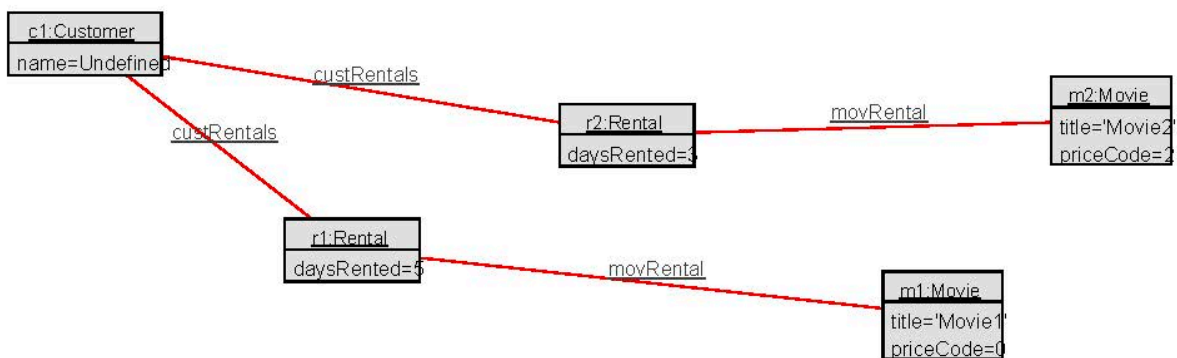 c1:Customer
name=Undefined
custRentals
custRentals
r2:Rental
daysRented=3
movRental
m2:Movie
title='Movie2'
priceCode=2
r1:Rental
daysRented=5
movRental
m1:Movie
title='Movie1'
priceCode=0